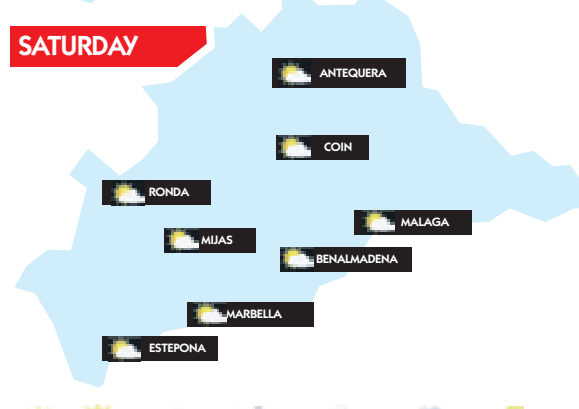 SATURDAY
ANTEQUERA
COIN
RONDA
MALAGA
MIJAS
BENALMADENA
MARBELLA
ESTEPONA